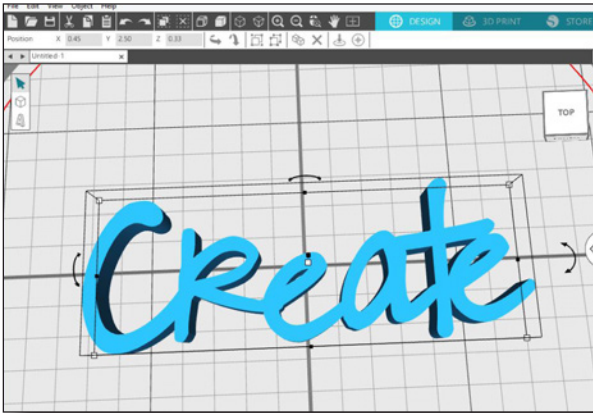 File Edit View Object Help
DESIGN 3D PRINT STORE
Position X 0.45 Y 2.50 Z 0.33
Untitled-1 x
TOP
Create